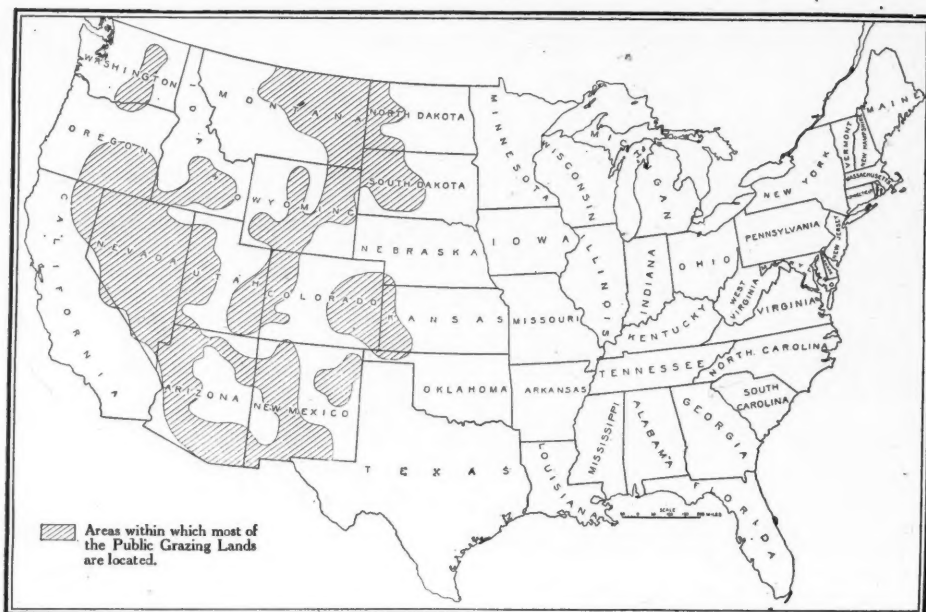 WASHINGTON
OREGON
CALIFORNIA
IDAHO
NEVADA
MONTANA
WYOMING
UTAH
COLORADO
ARIZONA
NEW MEXICO
NORTH DAKOTA
SOUTH DAKOTA
NEBRASKA
KANSAS
OKLAHOMA
TEXAS
MINNESOTA
IOWA
MISSOURI
ARKANSAS
LOUISIANA
WISCONSIN
MICHIGAN
ILLINOIS
INDIANA
OHIO
KENTUCKY
TENNESSEE
MISSISSIPPI
ALABAMA
GEORGIA
FLORIDA
MAINE
VERMONT
NEW HAMPSHIRE
MASSACHUSETTS
NEW YORK
PENNSYLVANIA
NEW JERSEY
WEST
VIRGINIA
VIRGINIA
NORTH CAROLINA
SOUTH
CAROLINA
SCALE
MILES
Areas within which most of
the Public Grazing Lands
are located.